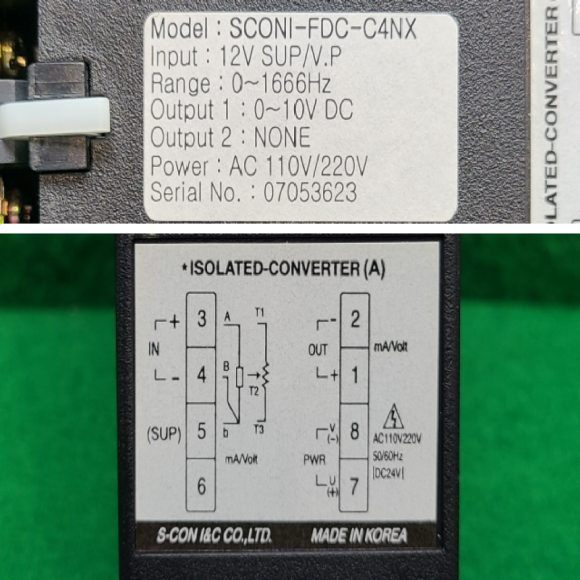 Model : SCONI-FDC-C4NX
Input : 12V SUP/V.P
Range : 0~1666Hz
Output 1 : 0~10V DC
Output 2 : NONE
Power : AC 110V/220V
Serial No. : 07053623
LATED-CONVERTER
*ISOLATED-CONVERTER (A)
+ 3 A T1 - 2
IN OUT mA/Volt
- 4 B T2 + 1
(SUP) 5 b T3 V (-) 8 AC110V220V
mA/Volt PWR 50/60Hz
6 U (+) 7 [DC24V]
S-CON I&C CO.,LTD. MADE IN KOREA